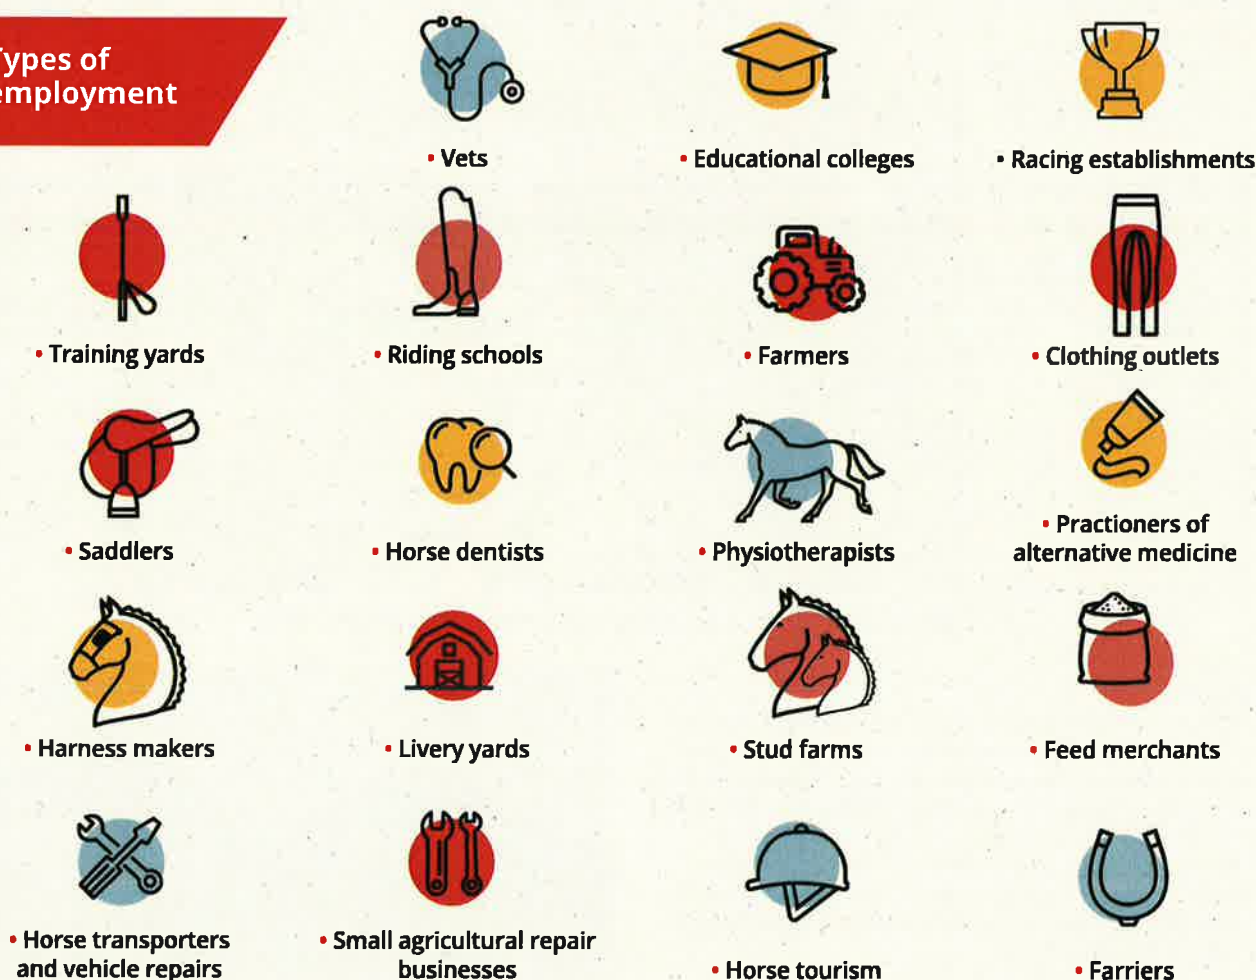 Types of
employment
• Vets
• Educational colleges
• Racing establishments
• Training yards
• Riding schools
• Farmers
• Clothing outlets
• Saddlers
• Horse dentists
• Physiotherapists
• Practioners of
alternative medicine
• Harness makers
• Livery yards
• Stud farms
• Feed merchants
• Horse transporters
and vehicle repairs
• Small agricultural repair
businesses
• Horse tourism
• Farriers